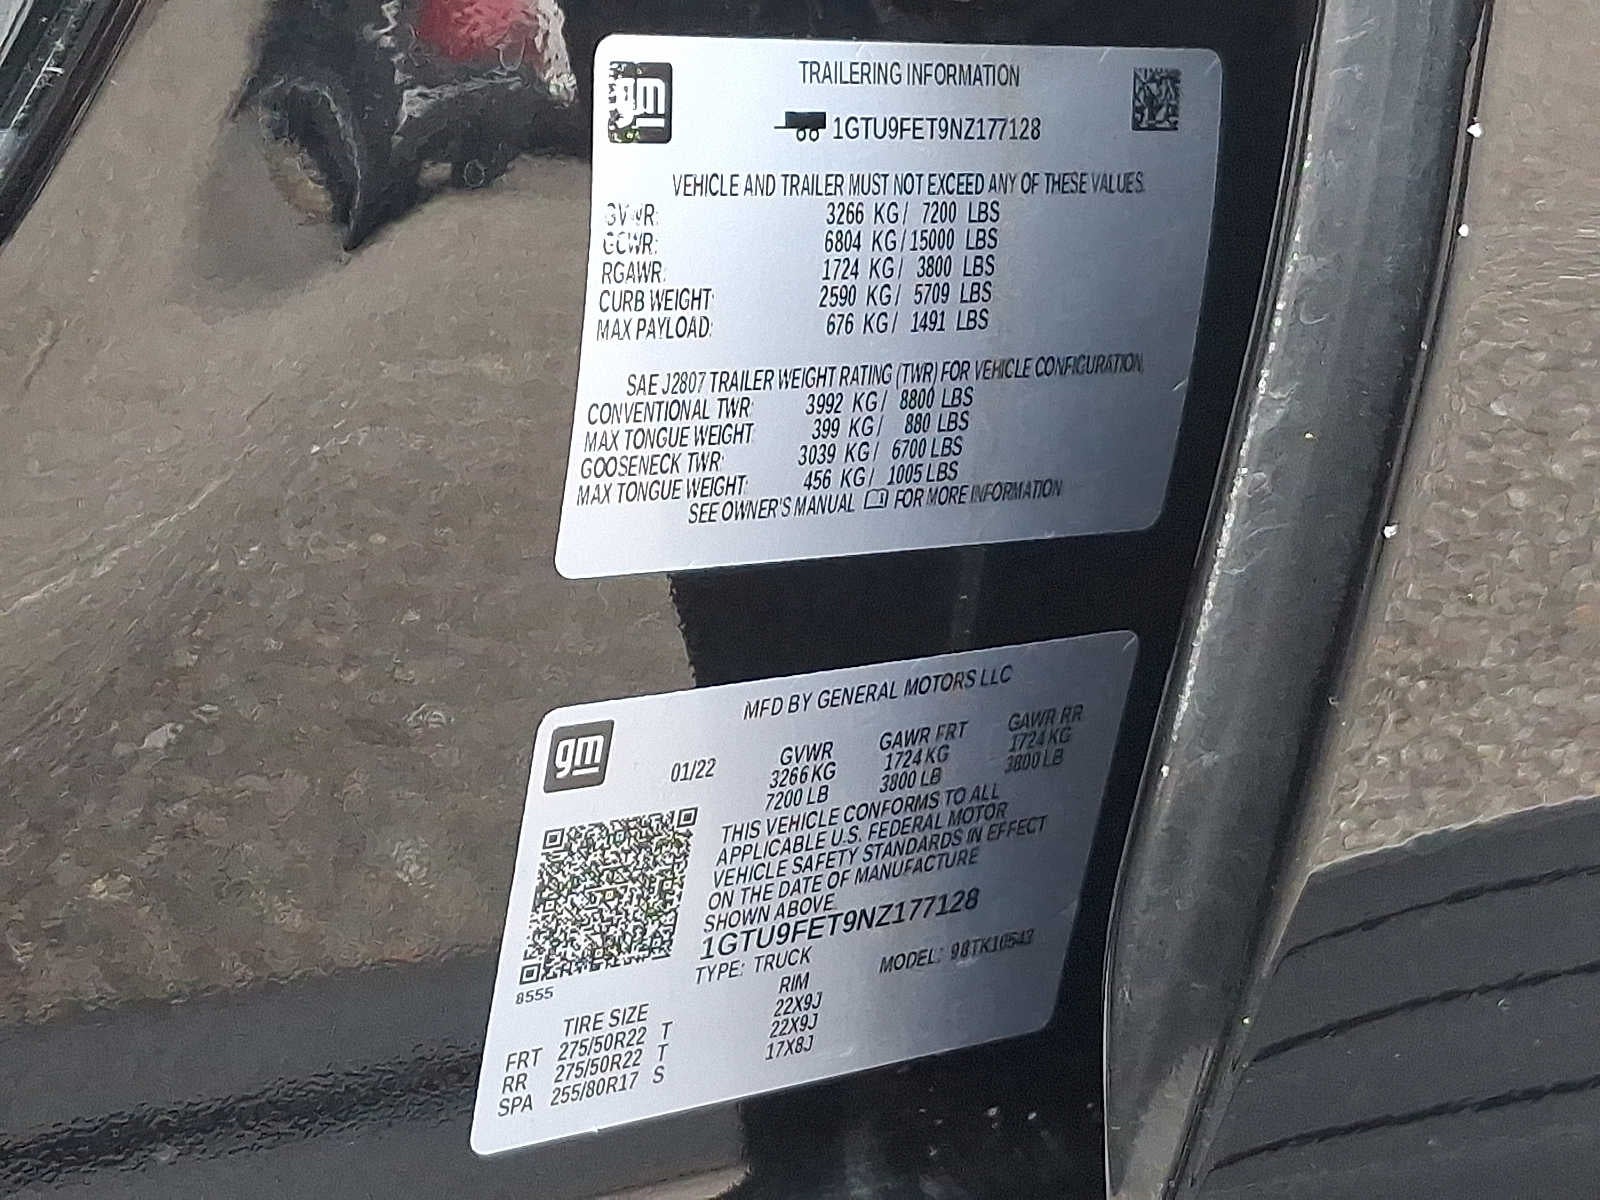 gm
TRAILERING INFORMATION
1GTU9FET9NZ177128
VEHICLE AND TRAILER MUST NOT EXCEED ANY OF THESE VALUES.
GVWR: 3266 KG/ 7200 LBS
GCWR: 6804 KG/15000 LBS
RGAWR: 1724 KG/ 3800 LBS
CURB WEIGHT: 2590 KG/ 5709 LBS
MAX PAYLOAD: 676 KG/ 1491 LBS
SAE J2807 TRAILER WEIGHT RATING (TWR) FOR VEHICLE CONFIGURATION,
CONVENTIONAL TWR: 3992 KG/ 8800 LBS
MAX TONGUE WEIGHT: 399 KG/ 880 LBS
GOOSENECK TWR: 3039 KG/ 6700 LBS
MAX TONGUE WEIGHT: 456 KG/ 1005 LBS
SEE OWNER'S MANUAL FOR MORE INFORMATION
gm
MFD BY GENERAL MOTORS LLC
01/22 GVWR GAWR FRT GAWR RR
3266 KG 1724 KG 1724 KG
7200 LB 3800 LB 3800 LB
THIS VEHICLE CONFORMS TO ALL
APPLICABLE U.S. FEDERAL MOTOR
VEHICLE SAFETY STANDARDS IN EFFECT
ON THE DATE OF MANUFACTURE
SHOWN ABOVE.
1GTU9FET9NZ177128
TYPE: TRUCK MODEL: 98TK10543
8555
TIRE SIZE RIM
FRT 275/50R22 T 22X9J
RR 275/50R22 T 22X9J
SPA 255/80R17 S 17X8J